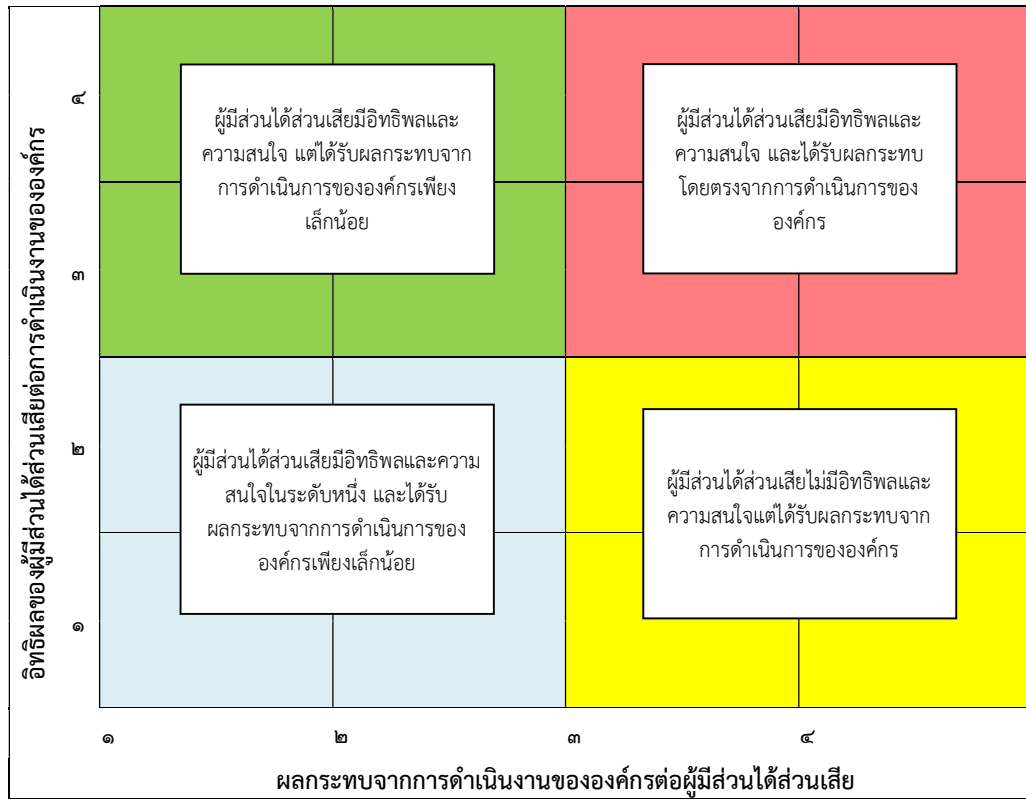 อิทธิผลของผู้มีส่วนได้ส่วนเสียต่อการดำเนินงานขององค์กร
๔
ผู้มีส่วนได้ส่วนเสียมีอิทธิพลและ
ความสนใจ แต่ได้รับผลกระทบจาก
การดำเนินการขององค์กรเพียง
เล็กน้อย
ผู้มีส่วนได้ส่วนเสียมีอิทธิพลและ
ความสนใจ และได้รับผลกระทบ
โดยตรงจากการดำเนินการของ
องค์กร
๓
๒
ผู้มีส่วนได้ส่วนเสียมีอิทธิพลและความ
สนใจในระดับหนึ่ง และได้รับ
ผลกระทบจากการดำเนินการของ
องค์กรเพียงเล็กน้อย
ผู้มีส่วนได้ส่วนเสียไม่มีอิทธิพลและ
ความสนใจแต่ได้รับผลกระทบจาก
การดำเนินการขององค์กร
๑
๑ ๒ ๓ ๔
ผลกระทบจากการดำเนินงานขององค์กรต่อผู้มีส่วนได้ส่วนเสีย